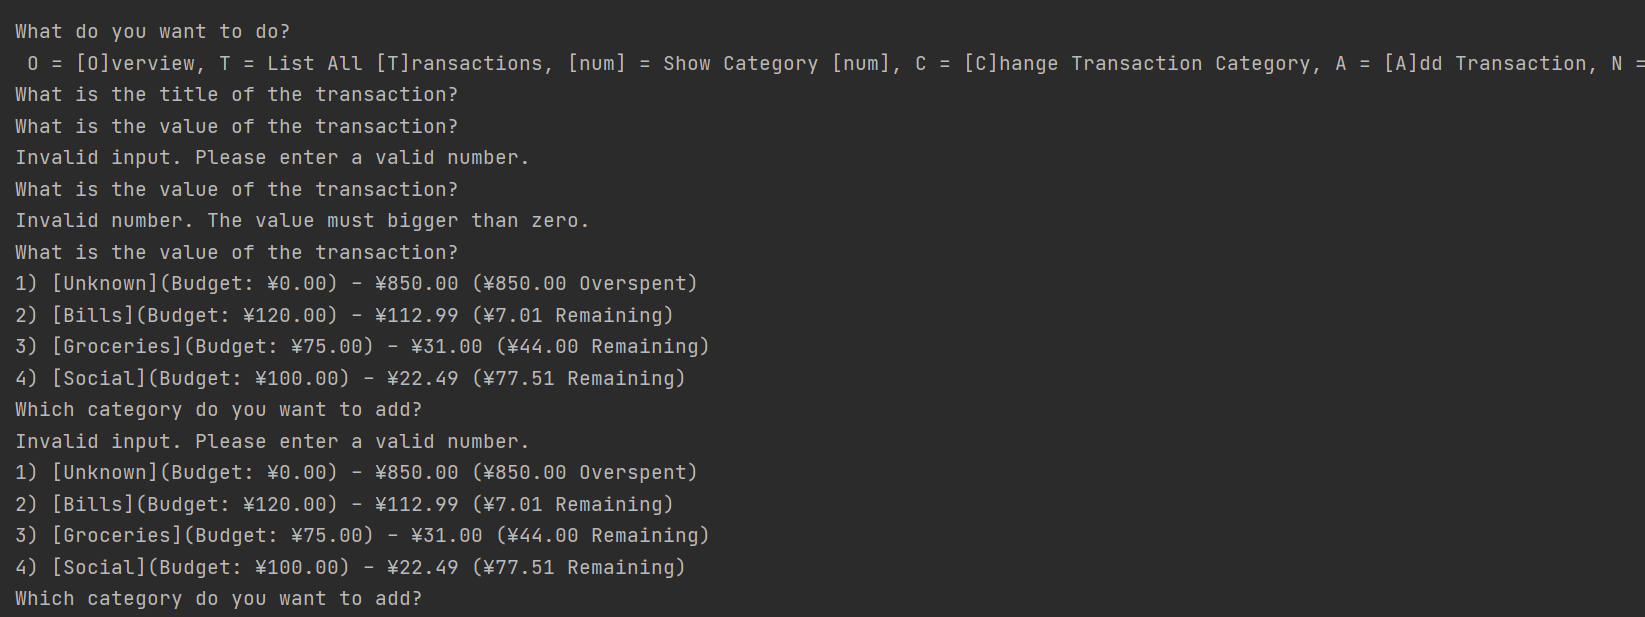 What do you want to do?
O = [O]verview, T = List All [T]ransactions, [num] = Show Category [num], C = [C]hange Transaction Category, A = [A]dd Transaction, N =
What is the title of the transaction?
What is the value of the transaction?
Invalid input. Please enter a valid number.
What is the value of the transaction?
Invalid number. The value must bigger than zero.
What is the value of the transaction?
1) [Unknown](Budget: ¥0.00) - ¥850.00 (¥850.00 Overspent)
2) [Bills](Budget: ¥120.00) - ¥112.99 (¥7.01 Remaining)
3) [Groceries](Budget: ¥75.00) - ¥31.00 (¥44.00 Remaining)
4) [Social](Budget: ¥100.00) - ¥22.49 (¥77.51 Remaining)
Which category do you want to add?
Invalid input. Please enter a valid number.
1) [Unknown](Budget: ¥0.00) - ¥850.00 (¥850.00 Overspent)
2) [Bills](Budget: ¥120.00) - ¥112.99 (¥7.01 Remaining)
3) [Groceries](Budget: ¥75.00) - ¥31.00 (¥44.00 Remaining)
4) [Social](Budget: ¥100.00) - ¥22.49 (¥77.51 Remaining)
Which category do you want to add?